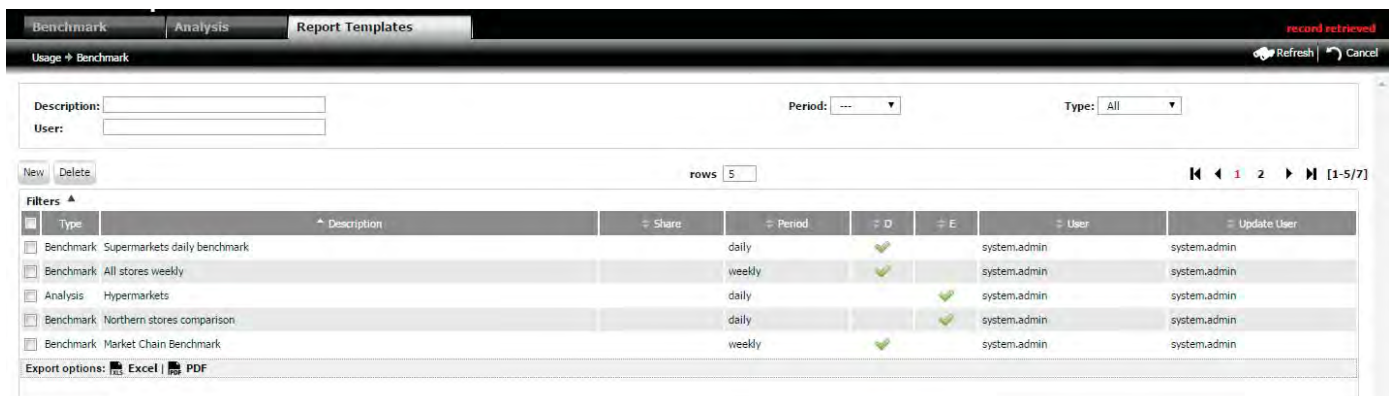 Benchmark Analysis Report Templates
record retrieved
Usage Benchmark
Refresh | Cancel
Description: Period: --- Type: All
User:
New Delete rows 5 1 2 [1-5/7]
Filters
Type Description Share Period D E User Update User
Benchmark Supermarkets daily benchmark daily system.admin system.admin
Benchmark All stores weekly weekly system.admin system.admin
Analysis Hypermarkets daily system.admin system.admin
Benchmark Northern stores comparison daily system.admin system.admin
Benchmark Market Chain Benchmark weekly system.admin system.admin
Export options: XLS Excel | PDF PDF